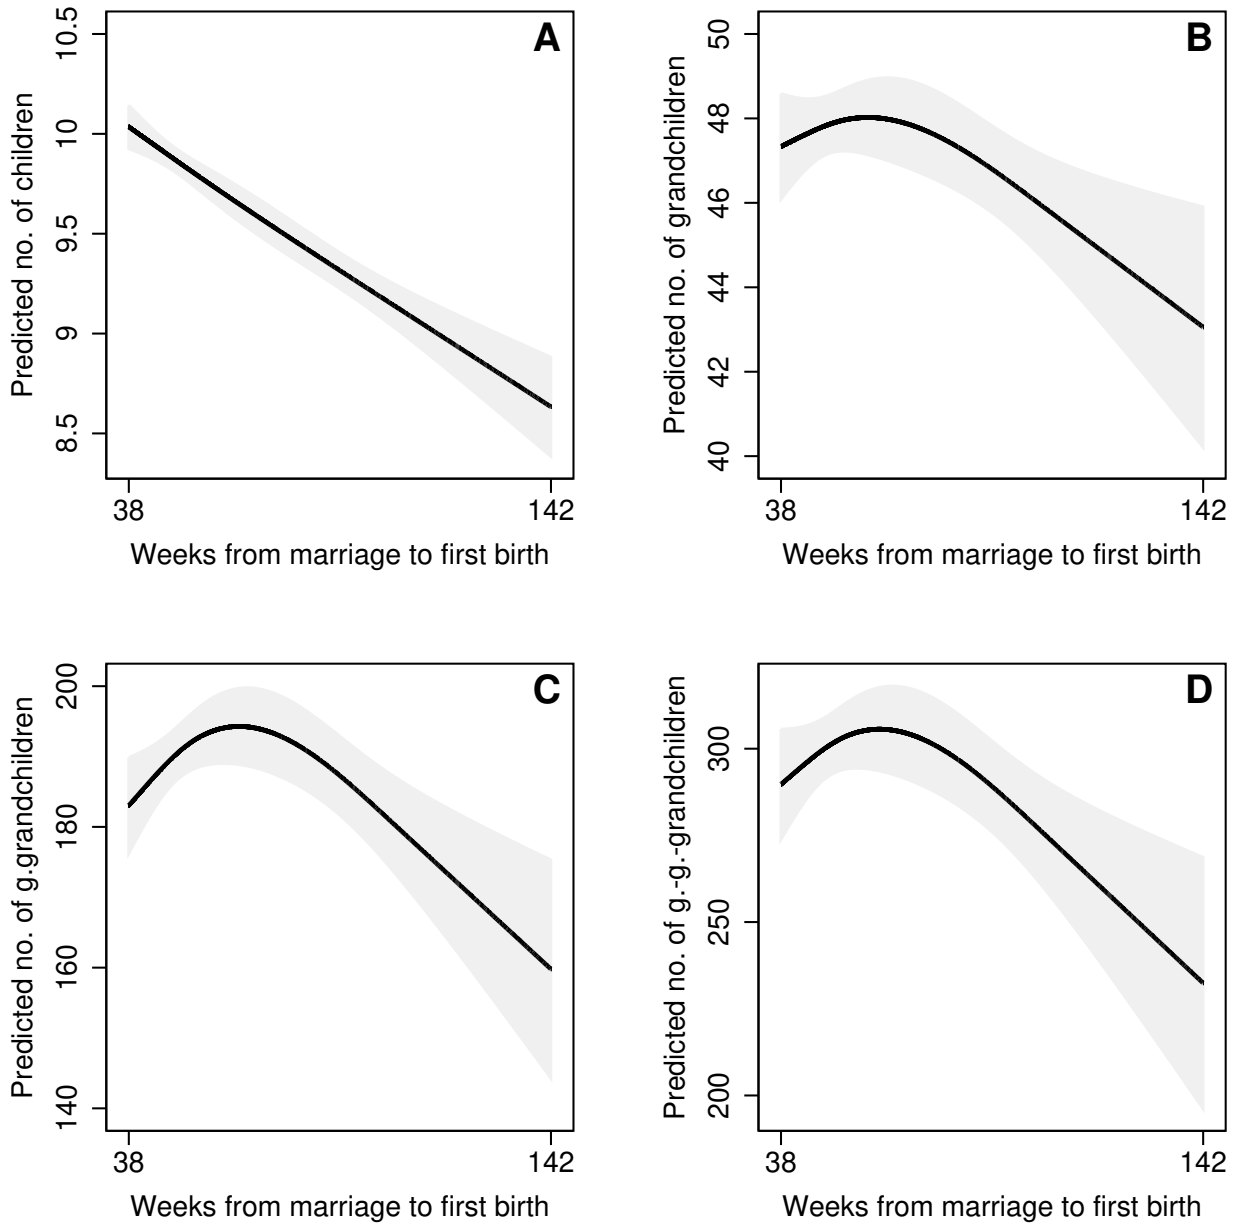 A
Predicted no. of children
10.5
10
9.5
9
8.5
38
142
Weeks from marriage to first birth
B
Predicted no. of grandchildren
50
48
46
44
42
40
38
142
Weeks from marriage to first birth
C
Predicted no. of g.grandchildren
200
180
160
140
38
142
Weeks from marriage to first birth
D
Predicted no. of g.-g.-grandchildren
300
250
200
38
142
Weeks from marriage to first birth